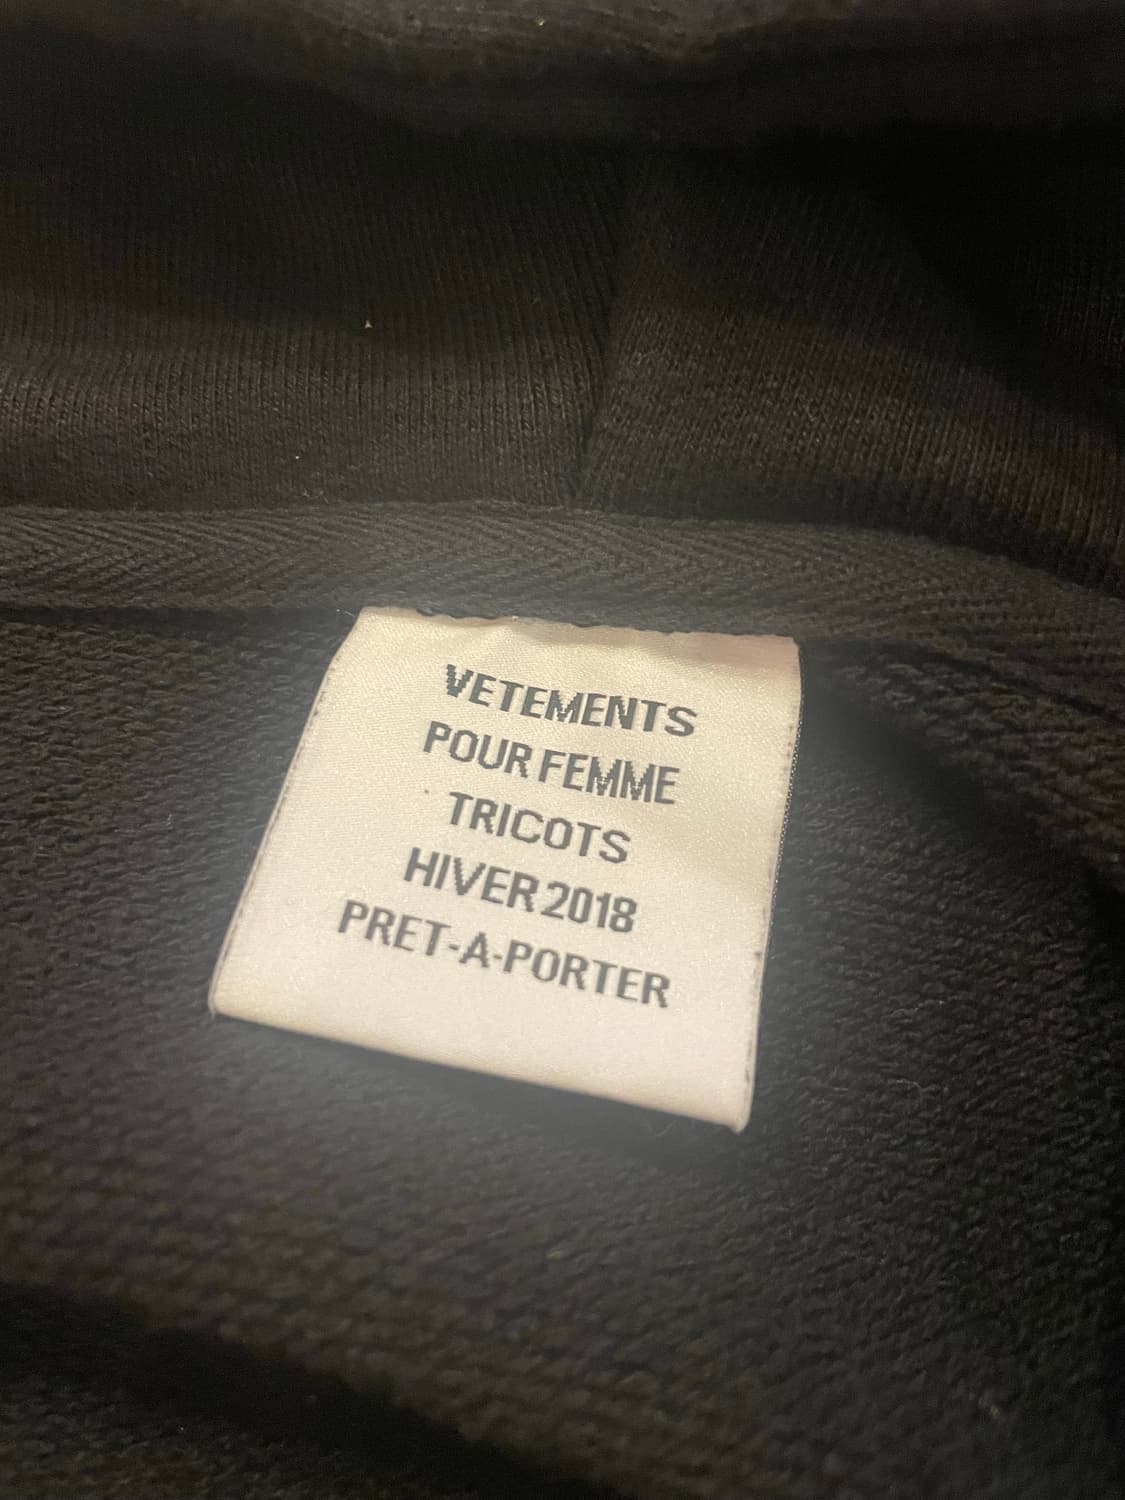 VETEMENTS
POUR FEMME
TRICOTS
HIVER 2018
PRET-A-PORTER